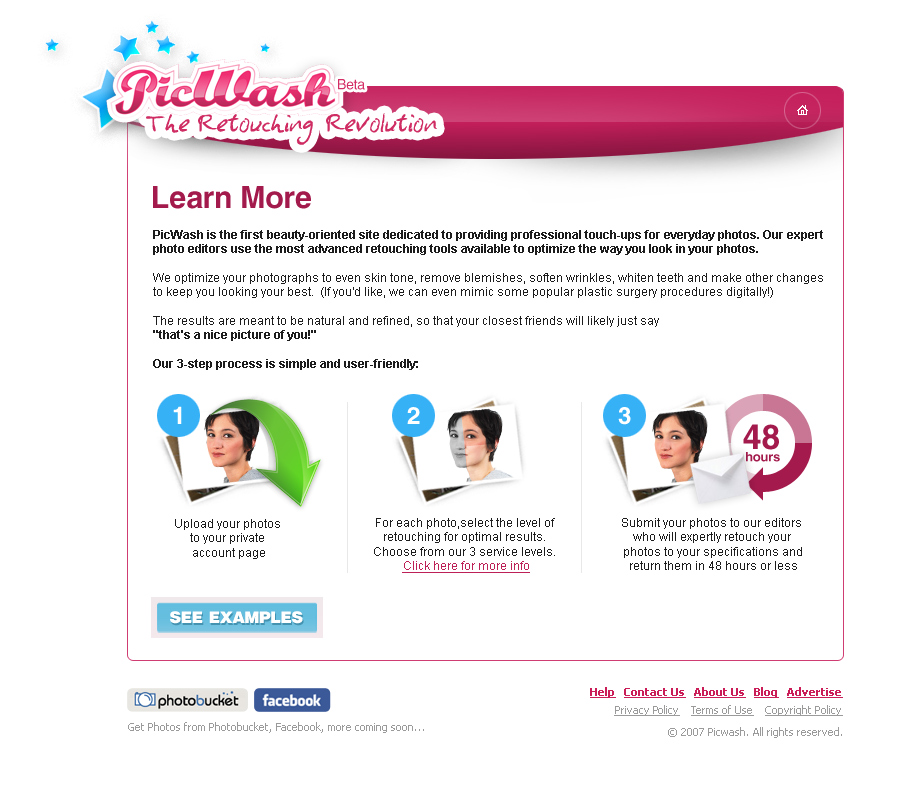 PicWash Beta
The Retouching Revolution
Learn More
PicWash is the first beauty-oriented site dedicated to providing professional touch-ups for everyday photos. Our expert
photo editors use the most advanced retouching tools available to optimize the way you look in your photos.
We optimize your photographs to even skin tone, remove blemishes, soften wrinkles, whiten teeth and make other changes
to keep you looking your best. (If you'd like, we can even mimic some popular plastic surgery procedures digitally!)
The results are meant to be natural and refined, so that your closest friends will likely just say
"that's a nice picture of you!"
Our 3-step process is simple and user-friendly:
1
Upload your photos
to your private
account page
2
For each photo,select the level of
retouching for optimal results.
Choose from our 3 service levels.
Click here for more info
3
48
hours
Submit your photos to our editors
who will expertly retouch your
photos to your specifications and
return them in 48 hours or less
SEE EXAMPLES
photobucket facebook
Get Photos from Photobucket, Facebook, more coming soon...
Help Contact Us About Us Blog Advertise
Privacy Policy Terms of Use Copyright Policy
© 2007 Picwash. All rights reserved.